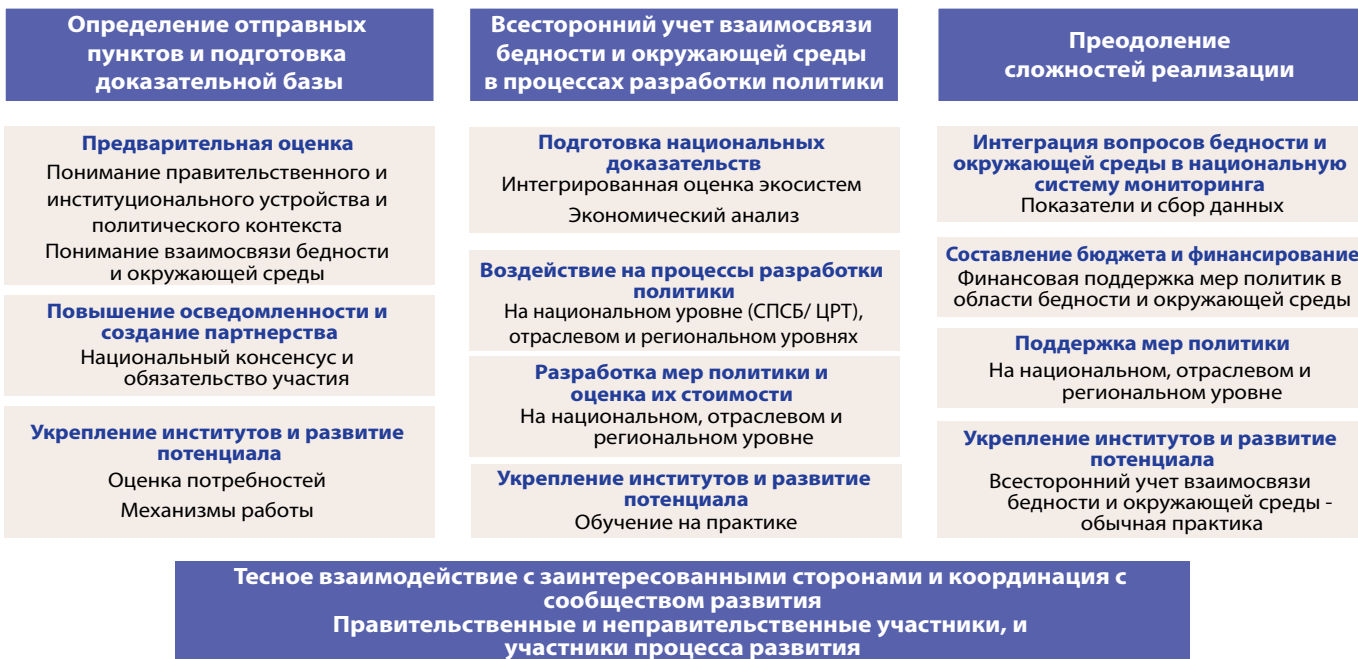 Определение отправных
пунктов и подготовка
доказательной базы
Предварительная оценка
Понимание правительственного и
институционального устройства и
политического контекста
Понимание взаимосвязи бедности
и окружающей среды
Повышение осведомленности и
создание партнерства
Национальный консенсус и
обязательство участия
Укрепление институтов и развитие
потенциала
Оценка потребностей
Механизмы работы
Всесторонний учет взаимосвязи
бедности и окружающей среды
в процессах разработки политики
Подготовка национальных
доказательств
Интегрированная оценка экосистем
Экономический анализ
Воздействие на процессы разработки
политики
На национальном уровне (СПСБ/ ЦРТ),
отраслевом и региональном уровнях
Разработка мер политики и
оценка их стоимости
На национальном, отраслевом и
региональном уровне
Укрепление институтов и развитие
потенциала
Обучение на практике
Преодоление
сложностей реализации
Интеграция вопросов бедности и
окружающей среды в национальную
систему мониторинга
Показатели и сбор данных
Составление бюджета и финансирование
Финансовая поддержка мер политик в
области бедности и окружающей среды
Поддержка мер политики
На национальном, отраслевом и
региональном уровне
Укрепление институтов и развитие
потенциала
Всесторонний учет взаимосвязи
бедности и окружающей среды -
обычная практика
Тесное взаимодействие с заинтересованными сторонами и координация с
сообществом развития
Правительственные и неправительственные участники, и
участники процесса развития